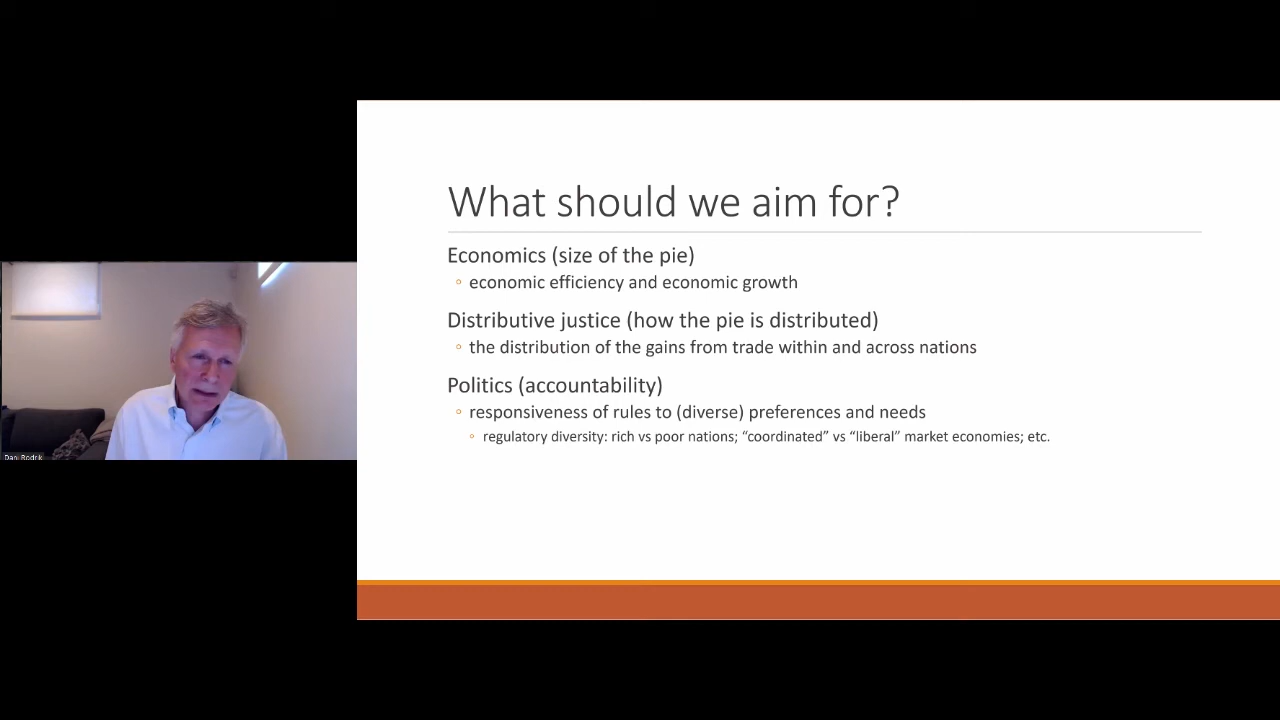 What should we aim for?
Economics (size of the pie)
economic efficiency and economic growth
Distributive justice (how the pie is distributed)
the distribution of the gains from trade within and across nations
Politics (accountability)
responsiveness of rules to (diverse) preferences and needs
regulatory diversity: rich vs poor nations; “coordinated” vs “liberal” market economies; etc.
Dani Rodrik